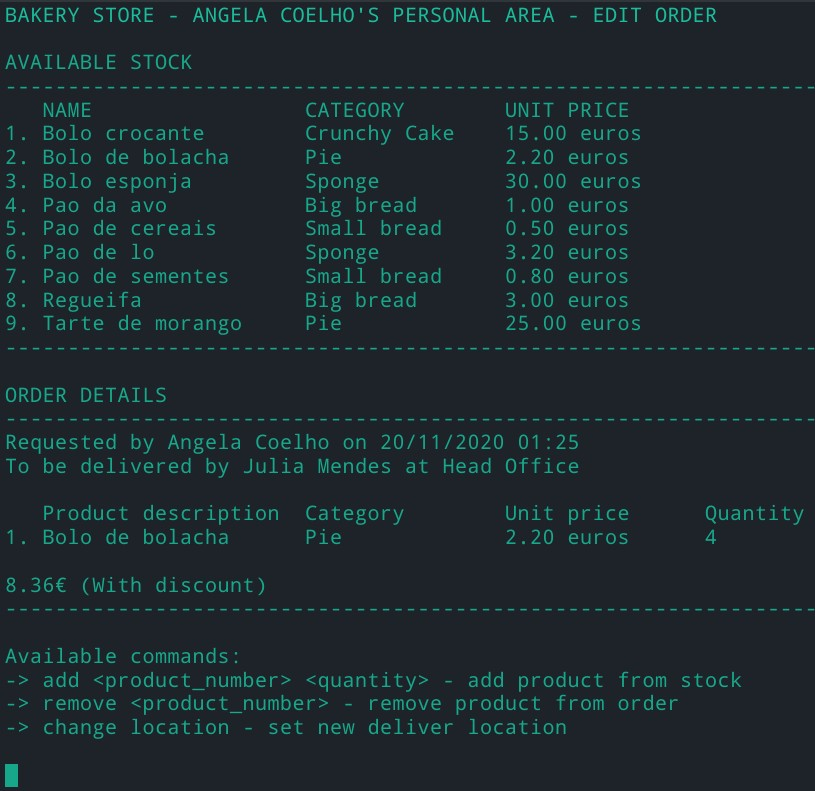 BAKERY STORE - ANGELA COELHO'S PERSONAL AREA - EDIT ORDER
AVAILABLE STOCK
--------------------------------------------------------------------
NAME CATEGORY UNIT PRICE
1. Bolo crocante Crunchy Cake 15.00 euros
2. Bolo de bolacha Pie 2.20 euros
3. Bolo esponja Sponge 30.00 euros
4. Pao da avo Big bread 1.00 euros
5. Pao de cereais Small bread 0.50 euros
6. Pao de lo Sponge 3.20 euros
7. Pao de sementes Small bread 0.80 euros
8. Regueifa Big bread 3.00 euros
9. Tarte de morango Pie 25.00 euros
--------------------------------------------------------------------
ORDER DETAILS
--------------------------------------------------------------------
Requested by Angela Coelho on 20/11/2020 01:25
To be delivered by Julia Mendes at Head Office
Product description Category Unit price Quantity
1. Bolo de bolacha Pie 2.20 euros 4
8.36€ (With discount)
--------------------------------------------------------------------
Available commands:
-> add <product_number> <quantity> - add product from stock
-> remove <product_number> - remove product from order
-> change location - set new deliver location